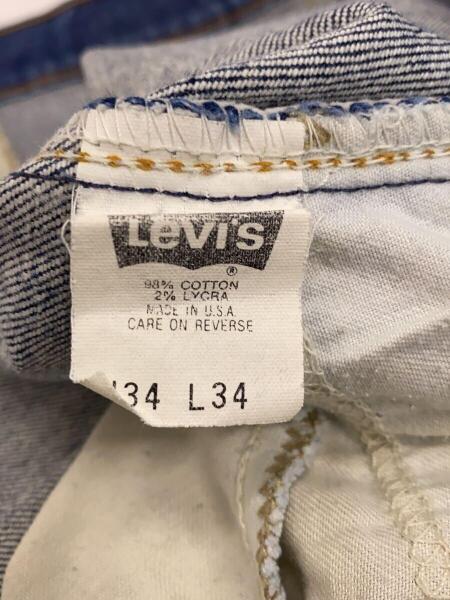 Levi's
®
98% COTTON
2% LYCRA
MADE IN U.S.A.
CARE ON REVERSE
34 L34